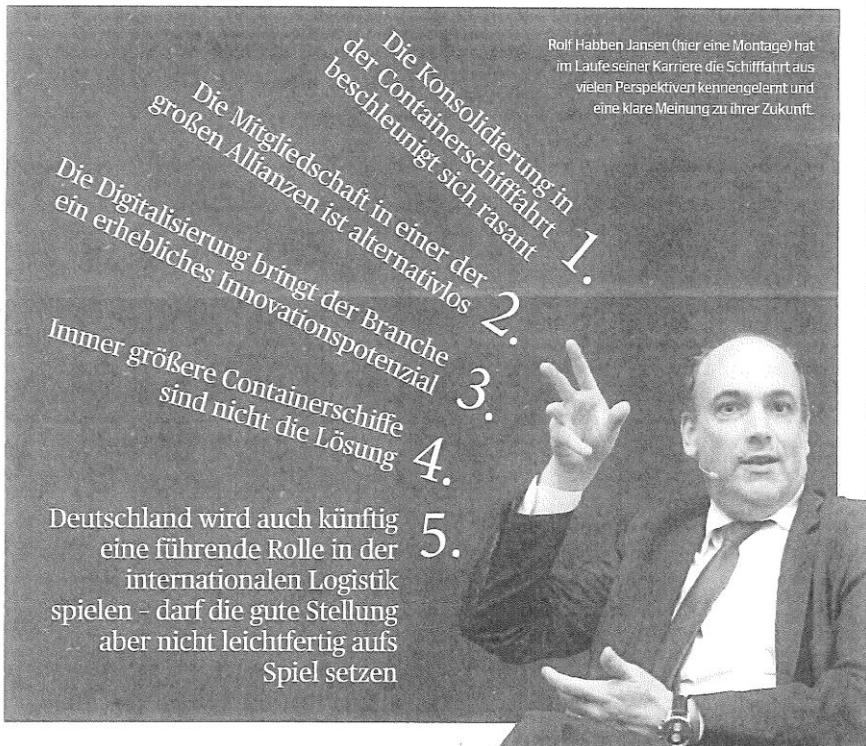 Rolf Habben Jansen (hier eine Montage) hat
im Laufe seiner Karriere die Schifffahrt aus
vielen Perspektiven kennengelernt und
eine klare Meinung zu ihrer Zukunft.
Die Konsolidierung in
der Containerschifffahrt
beschleunigt sich rasant
1.
Die Mitgliedschaft in einer der
großen Allianzen ist alternativlos
2.
Die Digitalisierung bringt der Branche
ein erhebliches Innovationspotenzial
3.
Immer größere Containerschiffe
sind nicht die Lösung
4.
Deutschland wird auch künftig
eine führende Rolle in der
internationalen Logistik
spielen – darf die gute Stellung
aber nicht leichtfertig aufs
Spiel setzen
5.